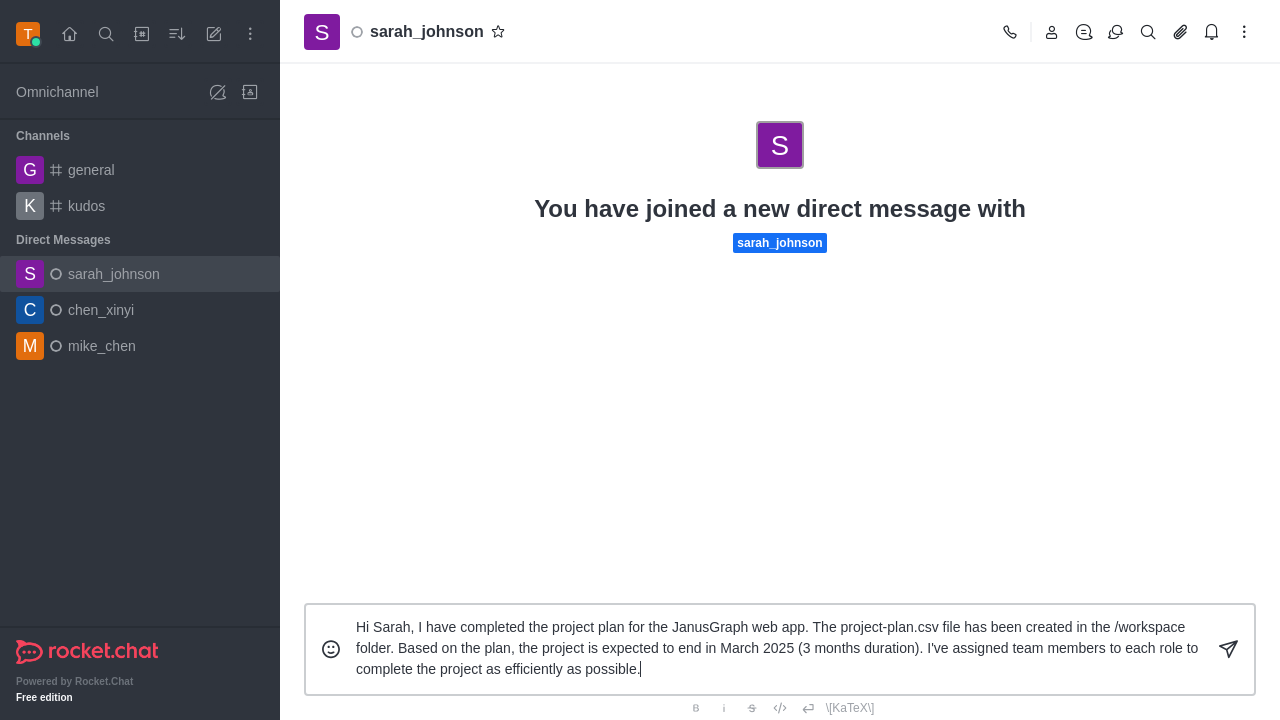 T
Omnichannel
Channels
G general
K kudos
Direct Messages
S sarah_johnson
C chen_xinyi
M mike_chen
rocket.chat
Powered by Rocket.Chat
Free edition
S sarah_johnson
S
You have joined a new direct message with
sarah_johnson
Hi Sarah, I have completed the project plan for the JanusGraph web app. The project-plan.csv file has been created in the /workspace
folder. Based on the plan, the project is expected to end in March 2025 (3 months duration). I've assigned team members to each role to
complete the project as efficiently as possible.
B i S \[KaTeX\]